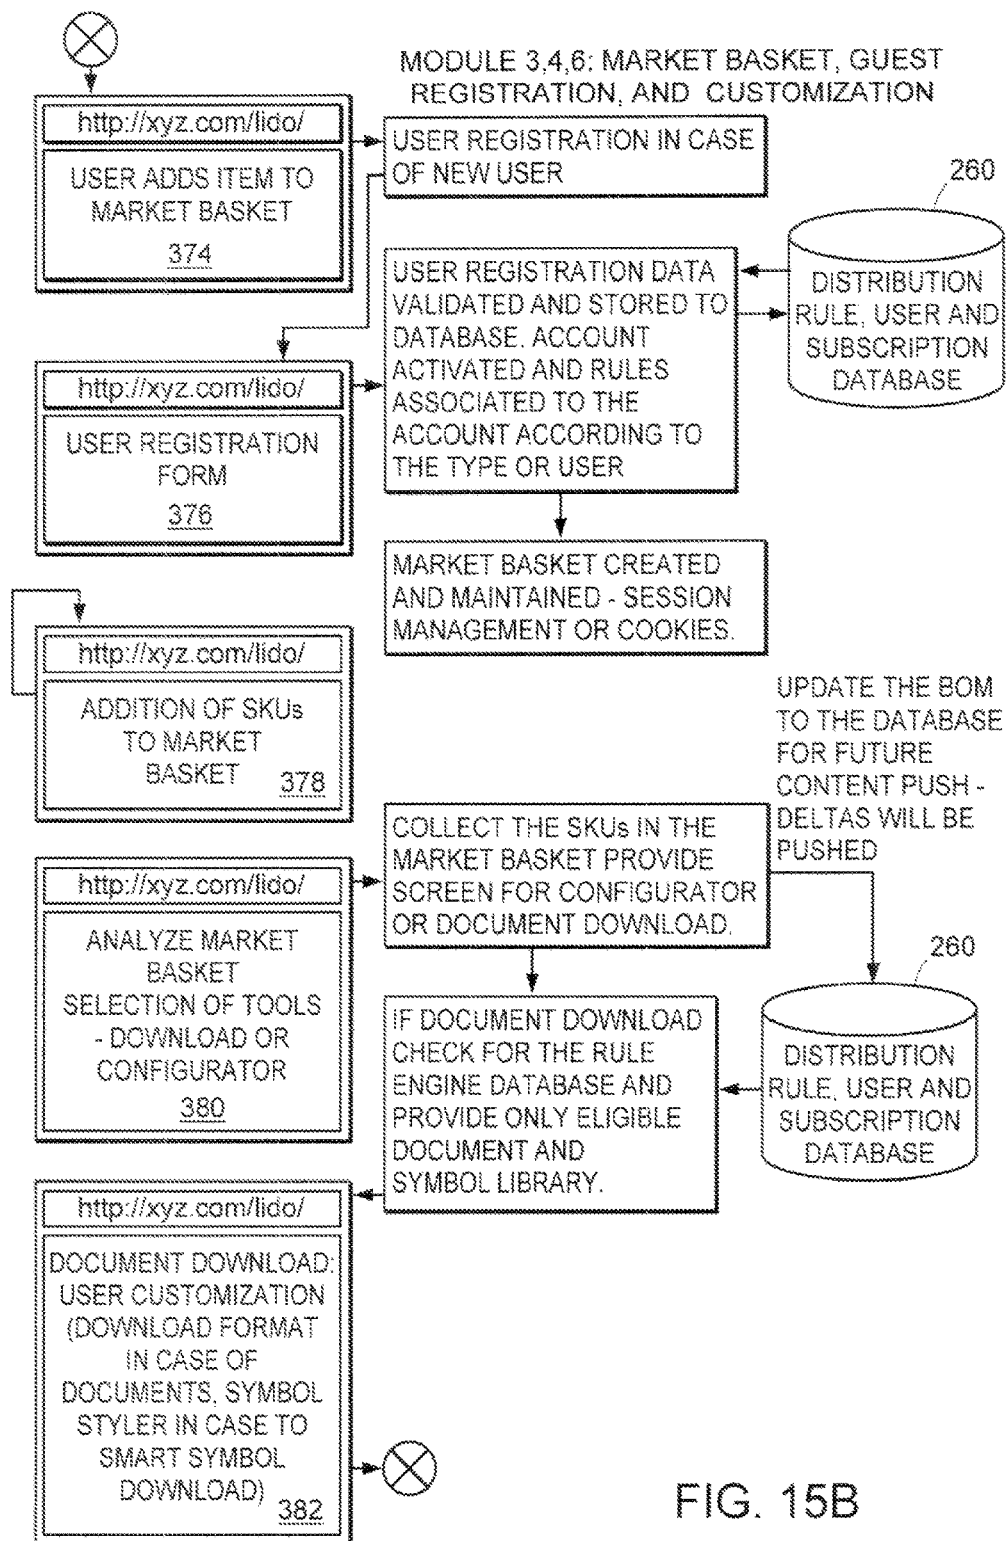 MODULE 3,4,6: MARKET BASKET, GUEST
REGISTRATION, AND CUSTOMIZATION
http://xyz.com/lido/
USER ADDS ITEM TO
MARKET BASKET
374
USER REGISTRATION IN CASE
OF NEW USER
260
USER REGISTRATION DATA
VALIDATED AND STORED TO
DATABASE. ACCOUNT
ACTIVATED AND RULES
ASSOCIATED TO THE
ACCOUNT ACCORDING TO
THE TYPE OR USER
DISTRIBUTION
RULE, USER AND
SUBSCRIPTION
DATABASE
http://xyz.com/lido/
USER REGISTRATION
FORM
376
MARKET BASKET CREATED
AND MAINTAINED - SESSION
MANAGEMENT OR COOKIES.
http://xyz.com/lido/
ADDITION OF SKUs
TO MARKET
BASKET
378
UPDATE THE BOM
TO THE DATABASE
FOR FUTURE
CONTENT PUSH -
DELTAS WILL BE
PUSHED
COLLECT THE SKUs IN THE
MARKET BASKET PROVIDE
SCREEN FOR CONFIGURATOR
OR DOCUMENT DOWNLOAD.
http://xyz.com/lido/
ANALYZE MARKET
BASKET
SELECTION OF TOOLS
- DOWNLOAD OR
CONFIGURATOR
380
260
IF DOCUMENT DOWNLOAD
CHECK FOR THE RULE
ENGINE DATABASE AND
PROVIDE ONLY ELIGIBLE
DOCUMENT AND
SYMBOL LIBRARY.
DISTRIBUTION
RULE, USER AND
SUBSCRIPTION
DATABASE
http://xyz.com/lido/
DOCUMENT DOWNLOAD:
USER CUSTOMIZATION
(DOWNLOAD FORMAT
IN CASE OF
DOCUMENTS, SYMBOL
STYLER IN CASE TO
SMART SYMBOL
DOWNLOAD)
382
FIG. 15B